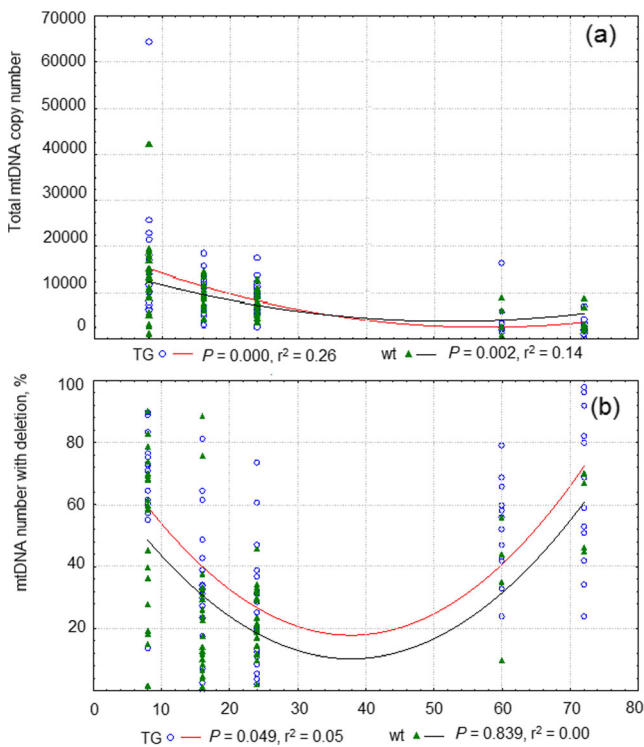 (a)
Total mtDNA copy number
70000
60000
50000
40000
30000
20000
10000
0
TG P = 0.000, r² = 0.26 wt P = 0.002, r² = 0.14
(b)
mtDNA number with deletion, %
100
80
60
40
20
0 10 20 30 40 50 60 70 80
TG P = 0.049, r² = 0.05 wt P = 0.839, r² = 0.00